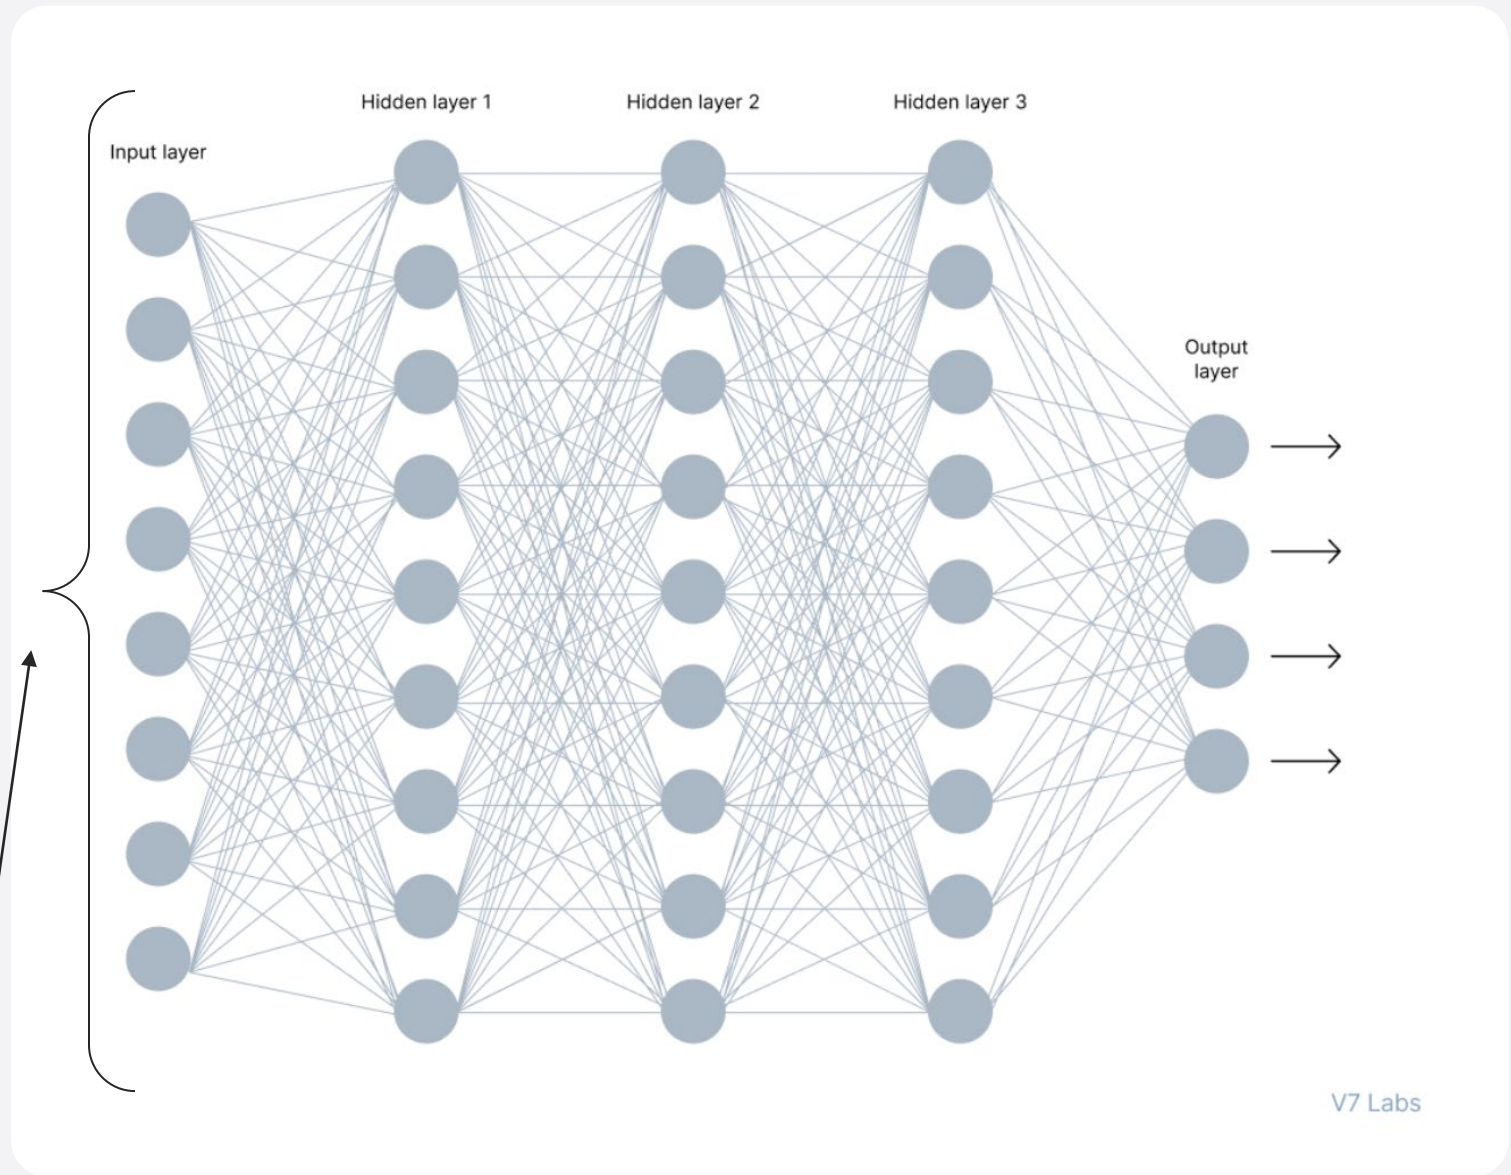 Hidden layer 1
Hidden layer 2
Hidden layer 3
Input layer
Output
layer
V7 Labs